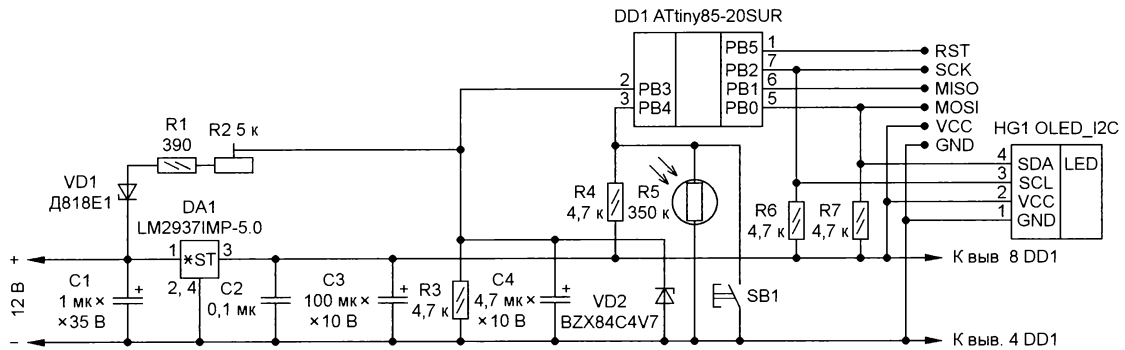 DD1 ATtiny85-20SUR
PB5 1 RST
PB2 7 SCK
2 PB3 PB1 6 MISO
3 PB4 PB0 5 MOSI
VCC
GND
HG1 OLED_I2C
4 SDA LED
3 SCL
2 VCC
1 GND
R1
390
R2 5 к
VD1
Д818Е1
DA1
LM2937IMP-5.0
1 *ST 3
2, 4
R4
4,7 к
R5
350 к
R6
4,7 к
R7
4,7 к
+
12 В
–
C1
1 мк×
×35 В
+
C2
0,1 мк
C3
100 мк×
×10 В
+
R3
4,7 к
C4
4,7 мк×
×10 В
+
VD2
BZX84C4V7
SB1
К выв 8 DD1
К выв. 4 DD1